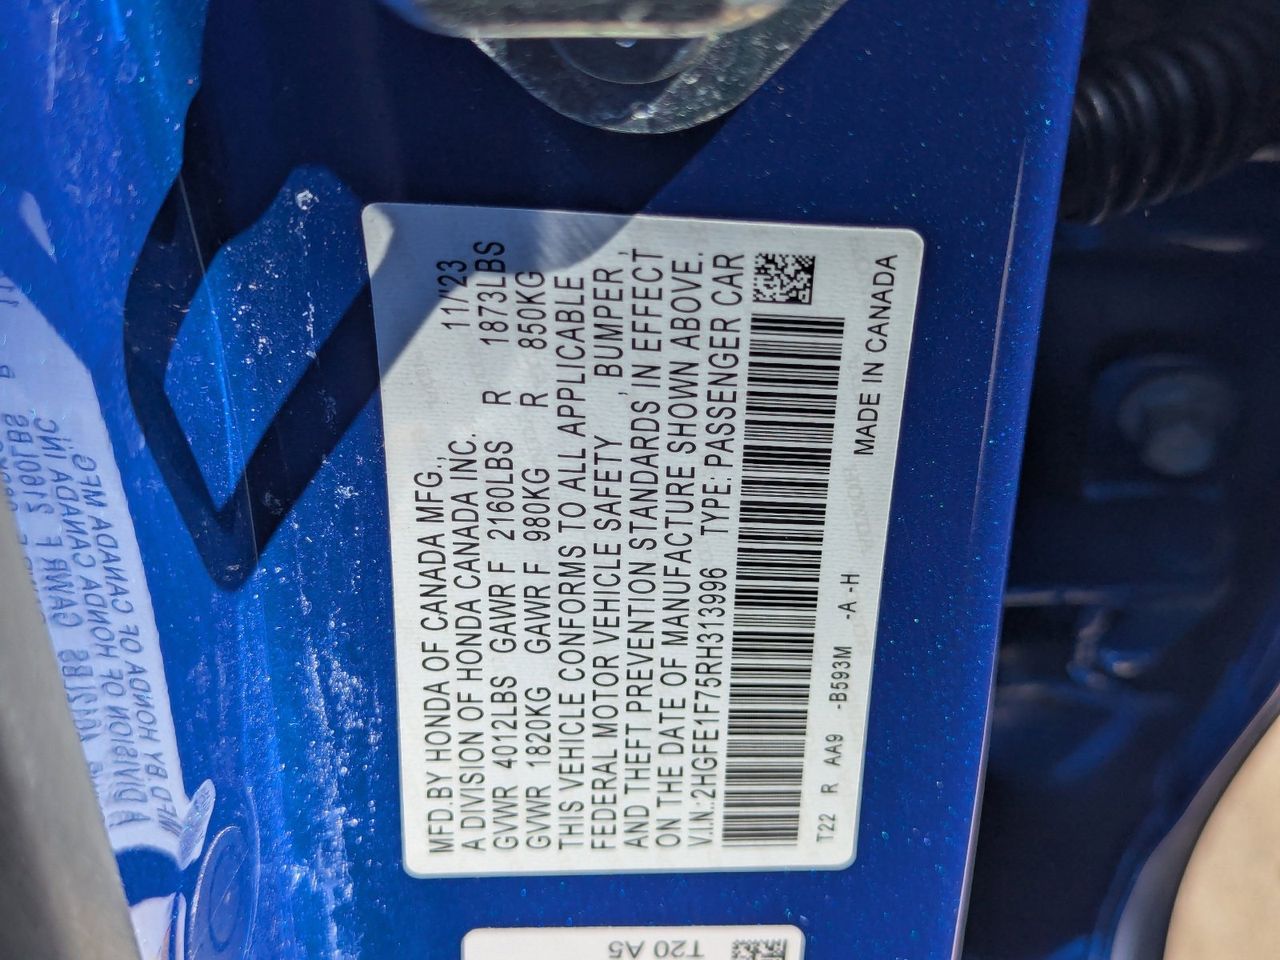 MFD.BY HONDA OF CANADA MFG., 11/'23
A DIVISION OF HONDA CANADA INC.
GVWR 4012LBS GAWR F 2160LBS R 1873LBS
GVWR 1820KG GAWR F 980KG R 850KG
THIS VEHICLE CONFORMS TO ALL APPLICABLE
FEDERAL MOTOR VEHICLE SAFETY , BUMPER ,
AND THEFT PREVENTION STANDARDS IN EFFECT
ON THE DATE OF MANUFACTURE SHOWN ABOVE.
V.I.N.:2HGFE1F75RH313996 TYPE: PASSENGER CAR
T22 R AA9 -B593M -A -H MADE IN CANADA
T20 A5